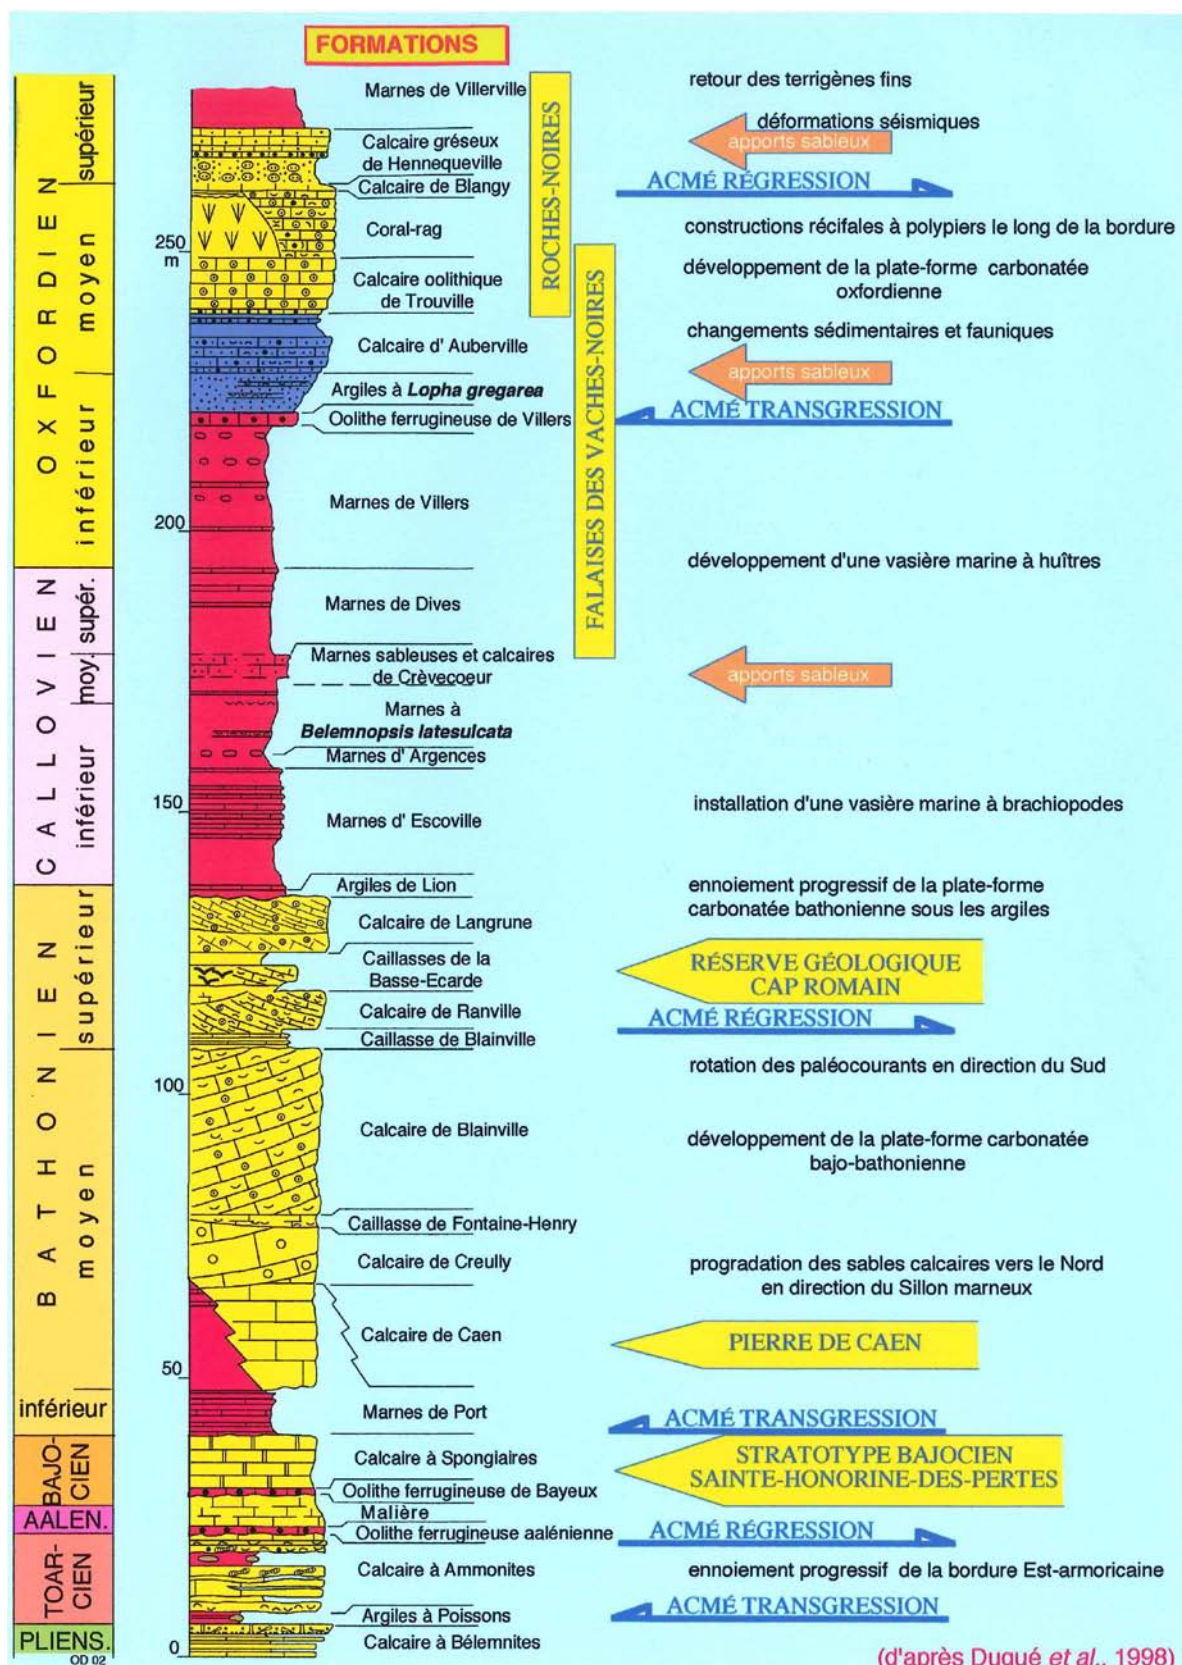 FORMATIONS
OXFORDIEN
supérieur
moyen
inférieur
CALLOVIEN
supér.
moy.
inférieur
BATHONIEN
supérieur
moyen
inférieur
BAJO-
CIEN
AALEN.
TOAR-
CIEN
PLIENS.
OD 02
250
m
200
150
100
50
0
Marnes de Villerville
Calcaire gréseux
de Hennequeville
Calcaire de Blangy
Coral-rag
Calcaire oolithique
de Trouville
Calcaire d' Auberville
Argiles à Lopha gregarea
Oolithe ferrugineuse de Villers
Marnes de Villers
Marnes de Dives
Marnes sableuses et calcaires
de Crèvecoeur
Marnes à
Belemnopsis latesulcata
Marnes d' Argences
Marnes d' Escoville
Argiles de Lion
Calcaire de Langrune
Caillasses de la
Basse-Ecarde
Calcaire de Ranville
Caillasse de Blainville
Calcaire de Blainville
Caillasse de Fontaine-Henry
Calcaire de Creully
Calcaire de Caen
Marnes de Port
Calcaire à Spongiaires
Oolithe ferrugineuse de Bayeux
Malière
Oolithe ferrugineuse aalénienne
Calcaire à Ammonites
Argiles à Poissons
Calcaire à Bélemnites
ROCHES-NOIRES
FALAISES DES VACHES-NOIRES
retour des terrigènes fins
déformations séismiques
apports sableux
ACMÉ RÉGRESSION
constructions récifales à polypiers le long de la bordure
développement de la plate-forme carbonatée
oxfordienne
changements sédimentaires et fauniques
apports sableux
ACMÉ TRANSGRESSION
développement d'une vasière marine à huîtres
apports sableux
installation d'une vasière marine à brachiopodes
ennoiement progressif de la plate-forme
carbonatée bathonienne sous les argiles
RÉSERVE GÉOLOGIQUE
CAP ROMAIN
ACMÉ RÉGRESSION
rotation des paléocourants en direction du Sud
développement de la plate-forme carbonatée
bajo-bathonienne
progradation des sables calcaires vers le Nord
en direction du Sillon marneux
PIERRE DE CAEN
ACMÉ TRANSGRESSION
STRATOTYPE BAJOCIEN
SAINTE-HONORINE-DES-PERTES
ACMÉ RÉGRESSION
ennoiement progressif de la bordure Est-armoricaine
ACMÉ TRANSGRESSION
(d'après Dugué et al., 1998)